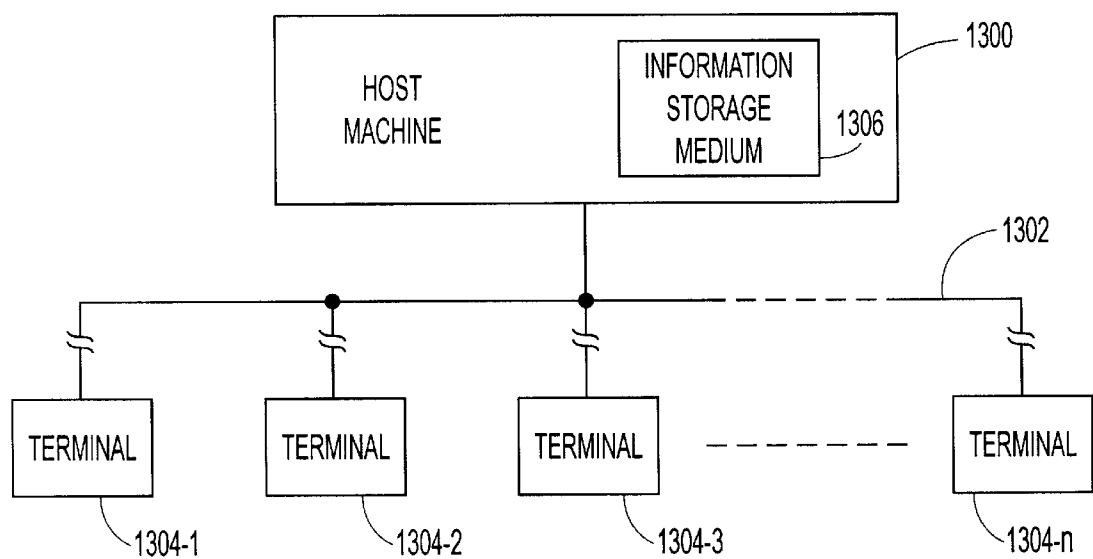 1300
INFORMATION
STORAGE
MEDIUM
HOST
MACHINE
1306
1302
TERMINAL
TERMINAL
TERMINAL
TERMINAL
1304-1
1304-2
1304-3
1304-n